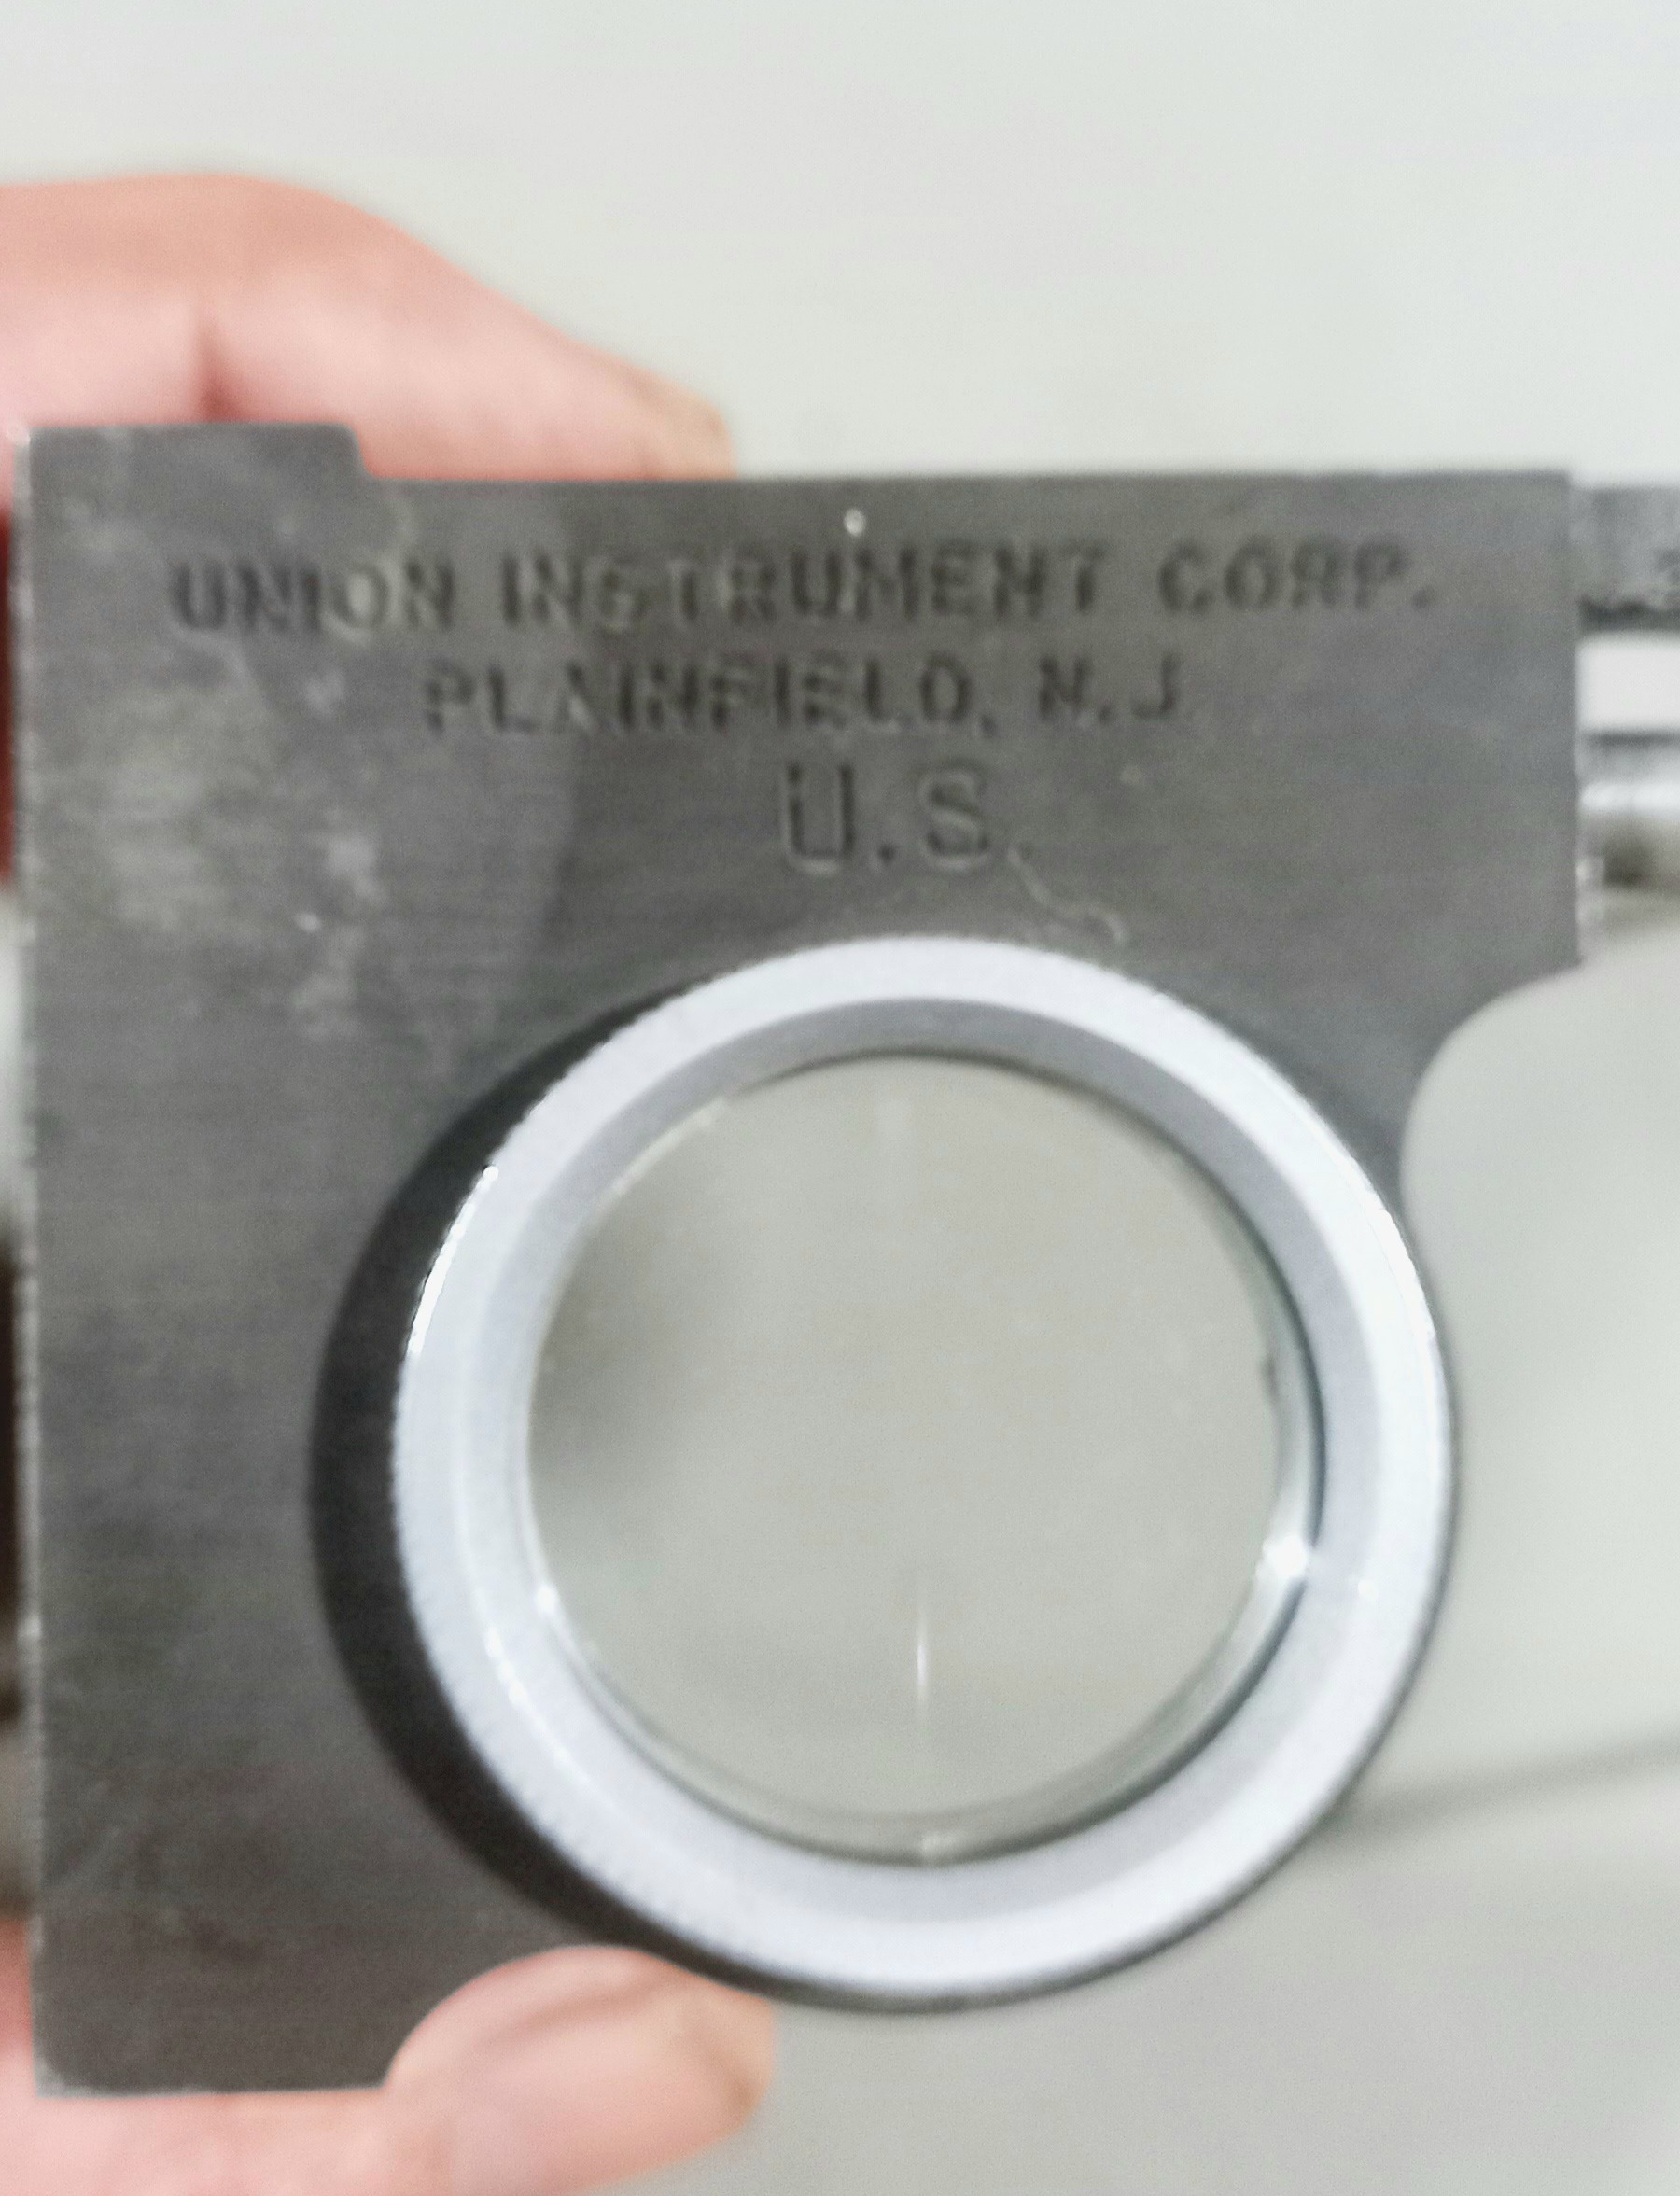 UNION INSTRUMENT CORP.
PLAINFIELD, N.J.
U.S.